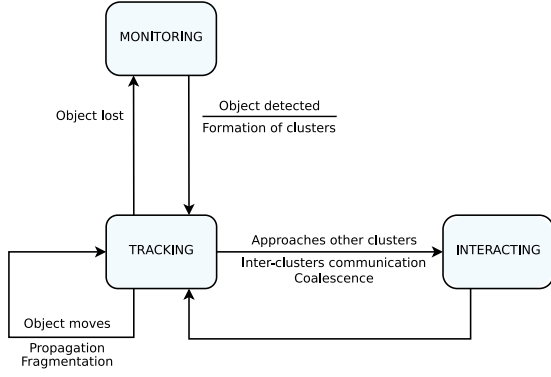 MONITORING
Object lost
Object detected
Formation of clusters
TRACKING
Approaches other clusters
Inter-clusters communication
Coalescence
INTERACTING
Object moves
Propagation
Fragmentation